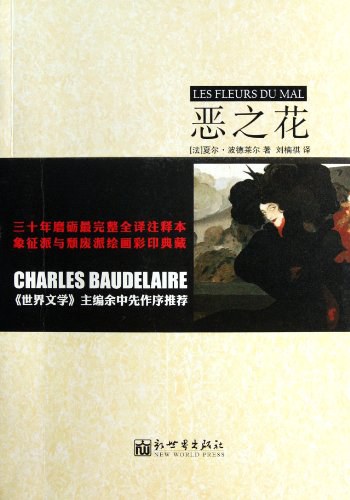 LES FLEURS DU MAL
恶之花
[法]夏尔·波德莱尔 著 刘楠祺 译
三十年磨砺最完整全译注释本
象征派与颓废派绘画彩印典藏
CHARLES BAUDELAIRE
《世界文学》主编余中先作序推荐
新世界出版社
NEW WORLD PRESS